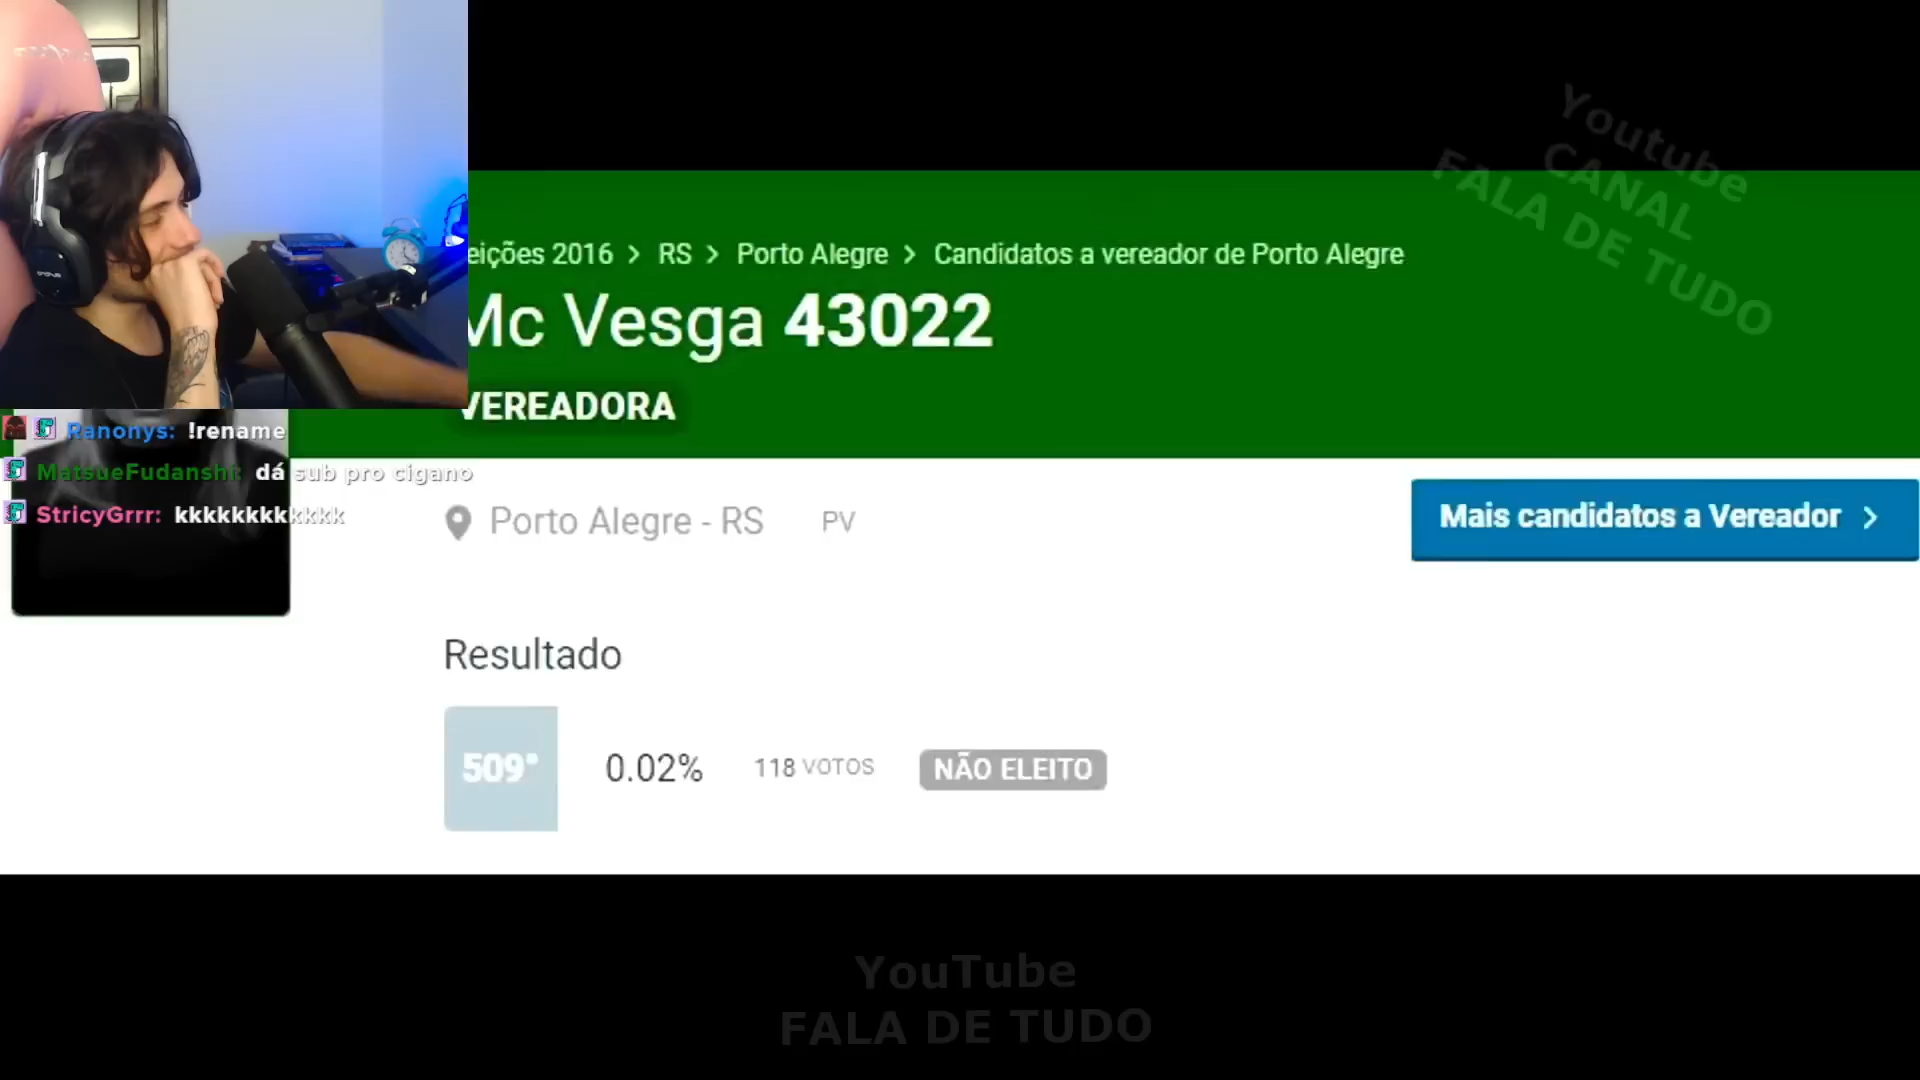 Youtube
CANAL
FALA DE TUDO
eições 2016 > RS > Porto Alegre > Candidatos a vereador de Porto Alegre
Mc Vesga 43022
VEREADORA
Ranonys: !rename
MatsueFudanshi: dá sub pro cigano
StricyGrrr: kkkkkkkkkkkkk
Porto Alegre - RS PV
Mais candidatos a Vereador >
Resultado
509° 0.02% 118 VOTOS NÃO ELEITO
YouTube
FALA DE TUDO